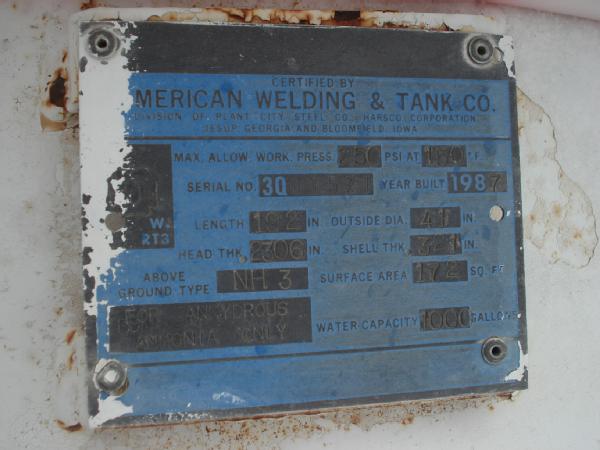 CERTIFIED BY
MERICAN WELDING & TANK CO.
DIVISION OF PLANT CITY STEEL CO., HARSCO CORPORATION
JESUP, GEORGIA AND BLOOMFIELD, IOWA
MAX. ALLOW. WORK. PRESS. 250 PSI AT °F.
SERIAL NO. YEAR BUILT 1987
W. LENGTH 192 IN. OUTSIDE DIA. 41 IN.
RT3 HEAD THK. .2306 IN. SHELL THK. IN.
ABOVE GROUND TYPE NH 3 SURFACE AREA 172 SQ. FT.
FOR ANHYDROUS
AMMONIA ONLY WATER CAPACITY 1000 GALLONS